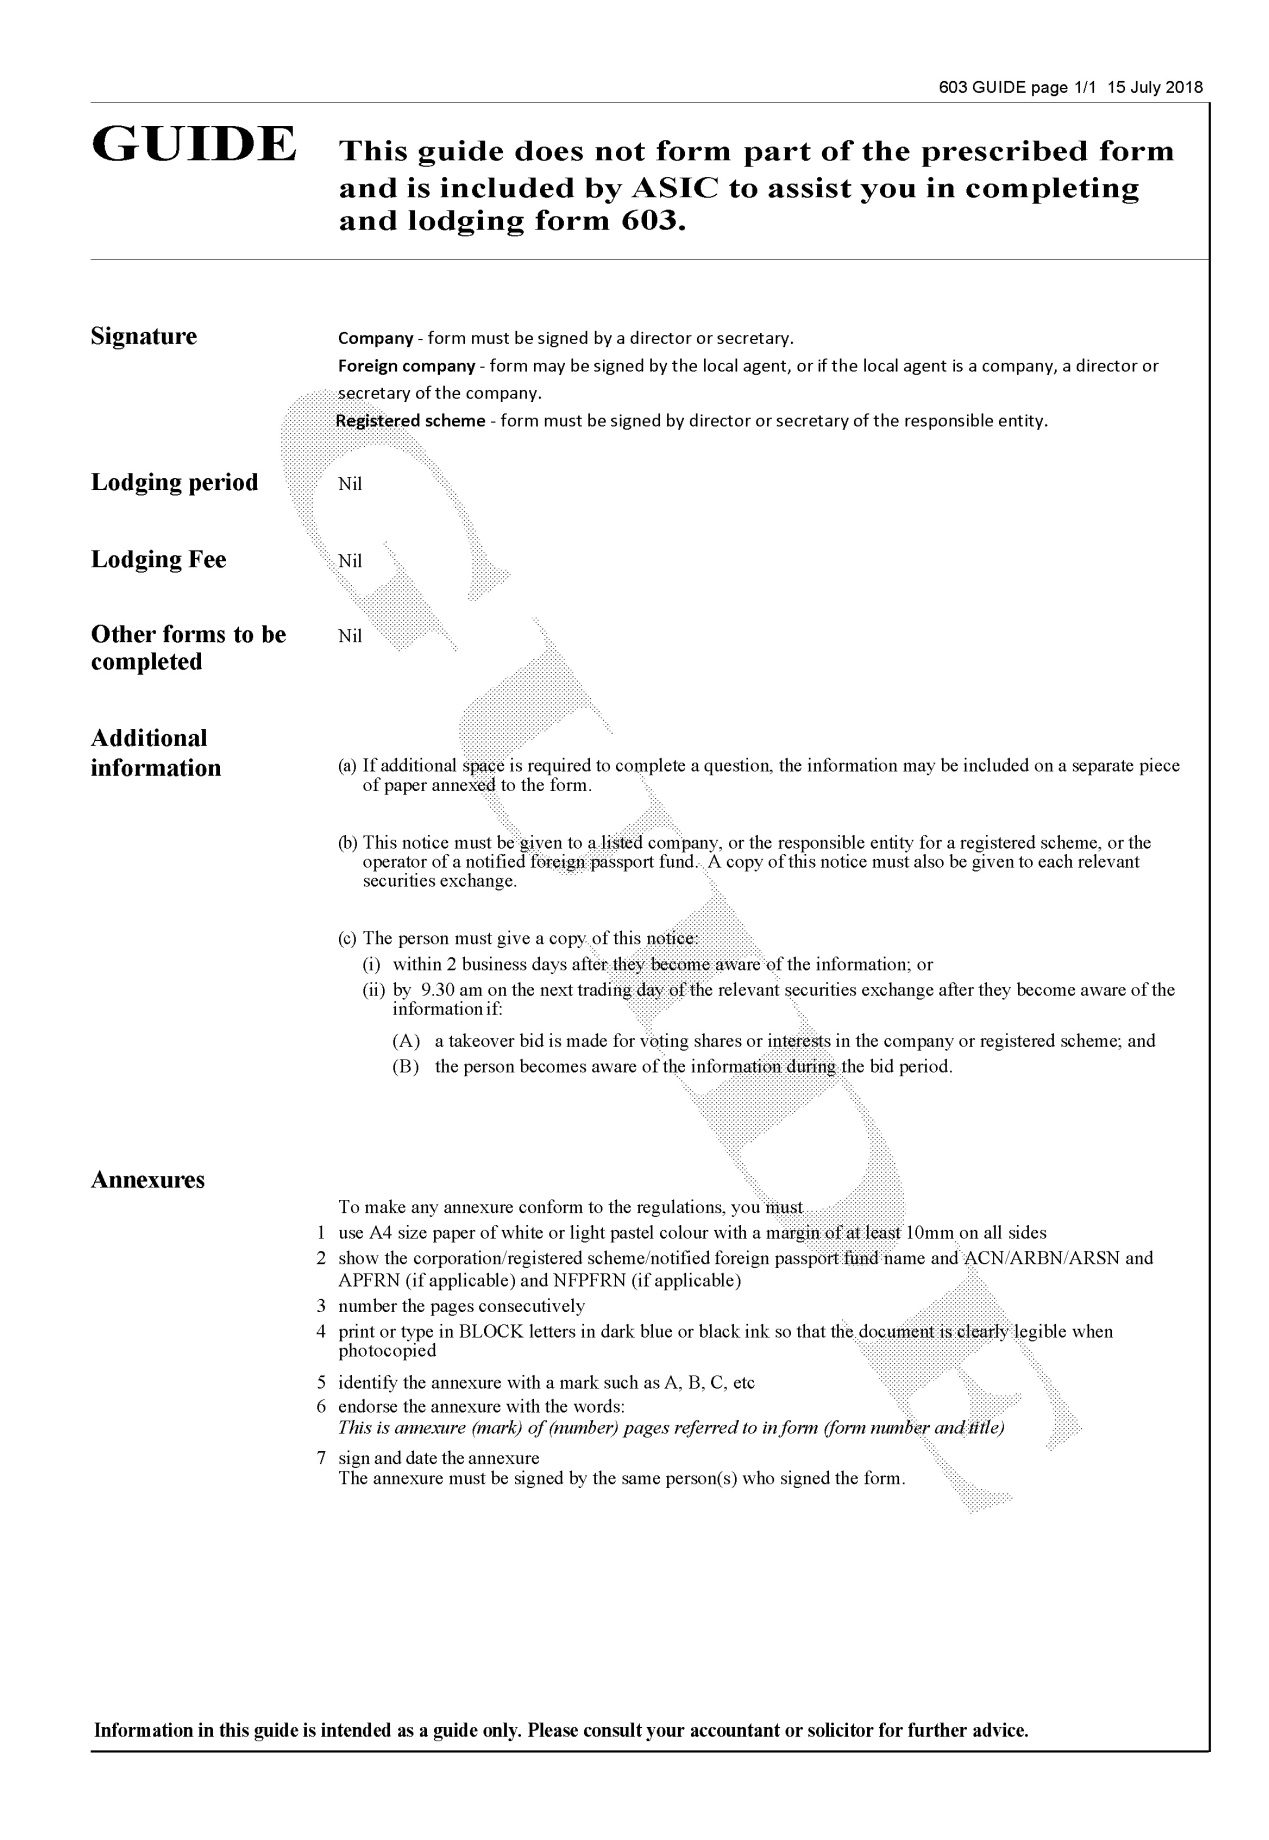 603 GUIDE page 1/1 15 July 2018
GUIDE
This guide does not form part of the prescribed form
and is included by ASIC to assist you in completing
and lodging form 603.
Signature
Company - form must be signed by a director or secretary.
Foreign company - form may be signed by the local agent, or if the local agent is a company, a director or
secretary of the company.
Registered scheme - form must be signed by director or secretary of the responsible entity.
Lodging period
Nil
Lodging Fee
Nil
Other forms to be
completed
Nil
Additional
information
(a) If additional space is required to complete a question, the information may be included on a separate piece
of paper annexed to the form.
(b) This notice must be given to a listed company, or the responsible entity for a registered scheme, or the
operator of a notified foreign passport fund. A copy of this notice must also be given to each relevant
securities exchange.
(c) The person must give a copy of this notice:
(i) within 2 business days after they become aware of the information; or
(ii) by 9.30 am on the next trading day of the relevant securities exchange after they become aware of the
information if:
(A) a takeover bid is made for voting shares or interests in the company or registered scheme; and
(B) the person becomes aware of the information during the bid period.
Annexures
To make any annexure conform to the regulations, you must
1 use A4 size paper of white or light pastel colour with a margin of at least 10mm on all sides
2 show the corporation/registered scheme/notified foreign passport fund name and ACN/ARBN/ARSN and
APFRN (if applicable) and NFPFRN (if applicable)
3 number the pages consecutively
4 print or type in BLOCK letters in dark blue or black ink so that the document is clearly legible when
photocopied
5 identify the annexure with a mark such as A, B, C, etc
6 endorse the annexure with the words:
This is annexure (mark) of (number) pages referred to in form (form number and title)
7 sign and date the annexure
The annexure must be signed by the same person(s) who signed the form.
GUIDE
Information in this guide is intended as a guide only. Please consult your accountant or solicitor for further advice.